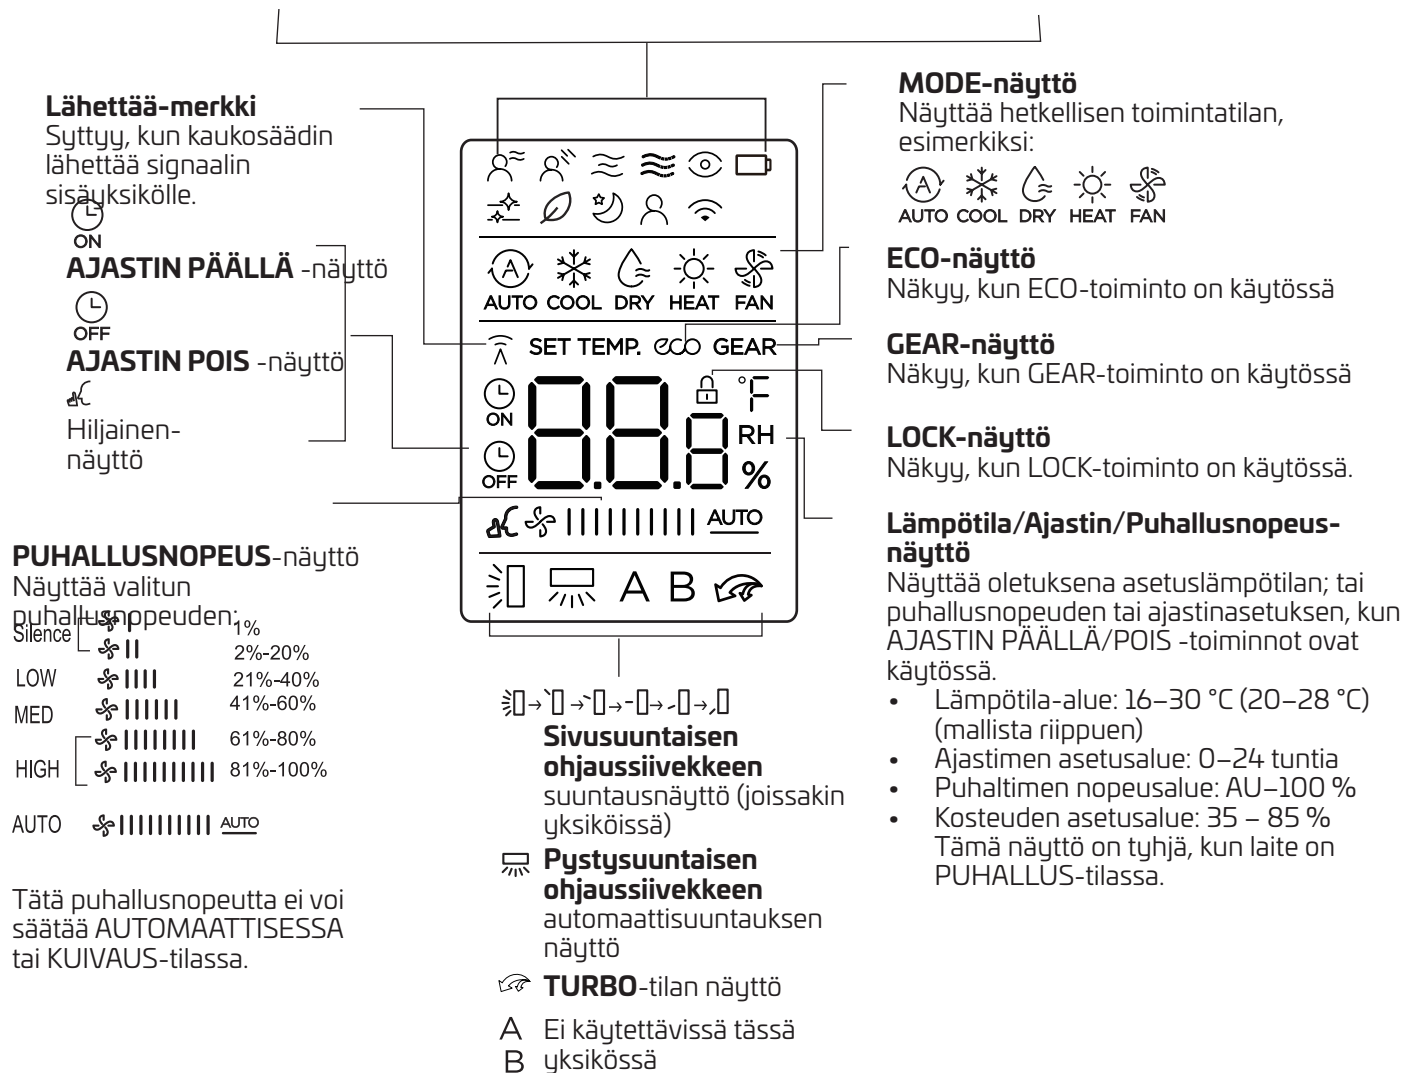 Lähettää-merkki
Syttyy, kun kaukosäädin
lähettää signaalin
sisäyksikölle.
ON
AJASTIN PÄÄLLÄ -näyttö
OFF
AJASTIN POIS -näyttö
Hiljainen-
näyttö
PUHALLUSNOPEUS-näyttö
Näyttää valitun
puhallusnopeuden:
Silence
1%
2%-20%
LOW 21%-40%
MED 41%-60%
61%-80%
HIGH 81%-100%
AUTO AUTO
Tätä puhallusnopeutta ei voi
säätää AUTOMAATTISESSA
tai KUIVAUS-tilassa.
A
AUTO COOL DRY HEAT FAN
SET TEMP. eco GEAR
ON
88.8
°F
OFF
RH
%
AUTO
A B
Sivusuuntaisen
ohjaussiivekkeen
suuntausnäyttö (joissakin
yksiköissä)
Pystysuuntaisen
ohjaussiivekkeen
automaattisuuntauksen
näyttö
TURBO-tilan näyttö
A Ei käytettävissä tässä
B yksikössä
MODE-näyttö
Näyttää hetkellisen toimintatilan,
esimerkiksi:
A
AUTO COOL DRY HEAT FAN
ECO-näyttö
Näkyy, kun ECO-toiminto on käytössä
GEAR-näyttö
Näkyy, kun GEAR-toiminto on käytössä
LOCK-näyttö
Näkyy, kun LOCK-toiminto on käytössä.
Lämpötila/Ajastin/Puhallusnopeus-
näyttö
Näyttää oletuksena asetuslämpötilan; tai
puhallusnopeuden tai ajastinasetuksen, kun
AJASTIN PÄÄLLÄ/POIS -toiminnot ovat
käytössä.
• Lämpötila-alue: 16–30 °C (20–28 °C)
(mallista riippuen)
• Ajastimen asetusalue: 0–24 tuntia
• Puhaltimen nopeusalue: AU–100 %
• Kosteuden asetusalue: 35 – 85 %
Tämä näyttö on tyhjä, kun laite on
PUHALLUS-tilassa.